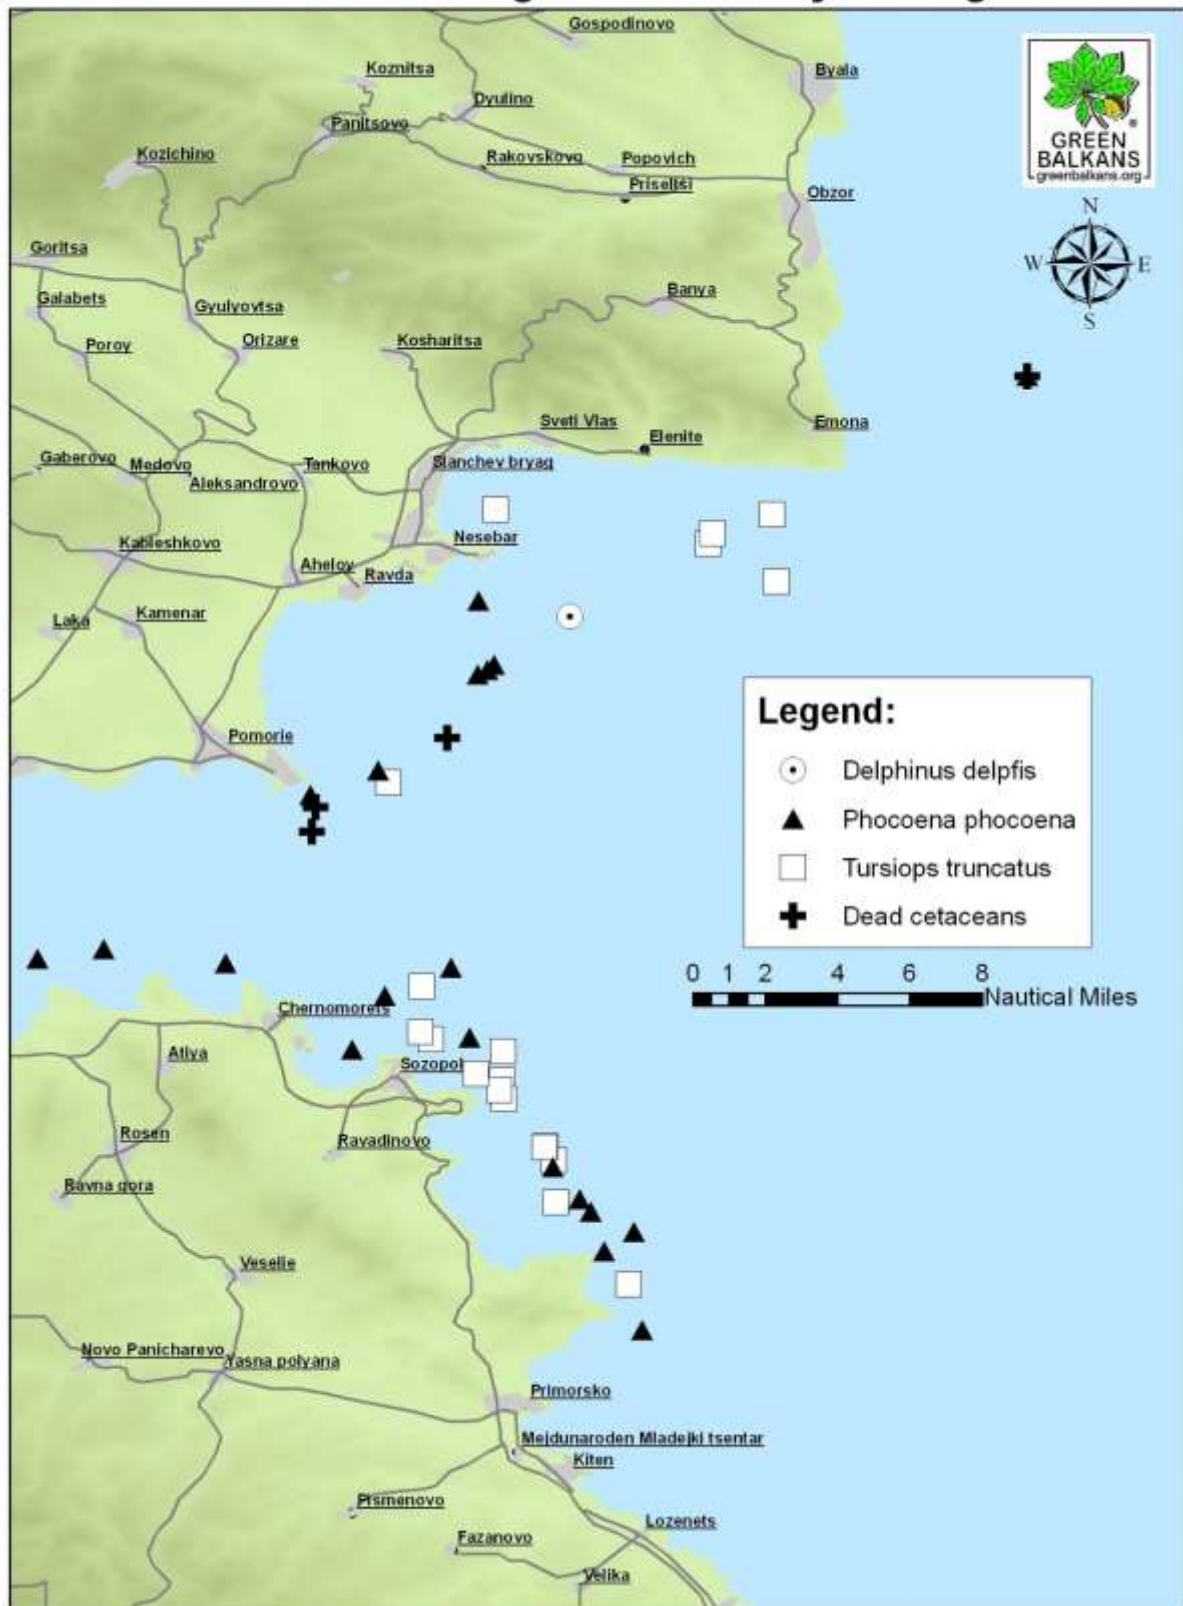 Gospodinovo
Koznitsa
Byala
Dyulino
Panitsovo
Kozichino
Rakovskovo
Popovich
Priseltsi
Obzor
GREEN
BALKANS
greenbalkans.org
N
W
E
S
Goritsa
Galabets
Gyulyovtsa
Banya
Poroy
Orizare
Kosharitsa
Sveti Vlas
Elenite
Emona
Gaberovo
Medovo
Tankovo
Slanchev bryag
Aleksandrovo
Kableshkovo
Nesebar
Aheloy
Ravda
Laka
Kamenar
Pomorie
Legend:
Delphinus delpfis
Phocoena phocoena
Tursiops truncatus
Dead cetaceans
0 1 2 4 6 8
Nautical Miles
Chernomorets
Atiya
Sozopol
Rosen
Ravadinovo
Ravna gora
Veselie
Novo Panicharevo
Yasna polyana
Primorsko
Mejdunaroden Mladejki tsentar
Kiten
Pismenovo
Fazanovo
Lozenets
Velika